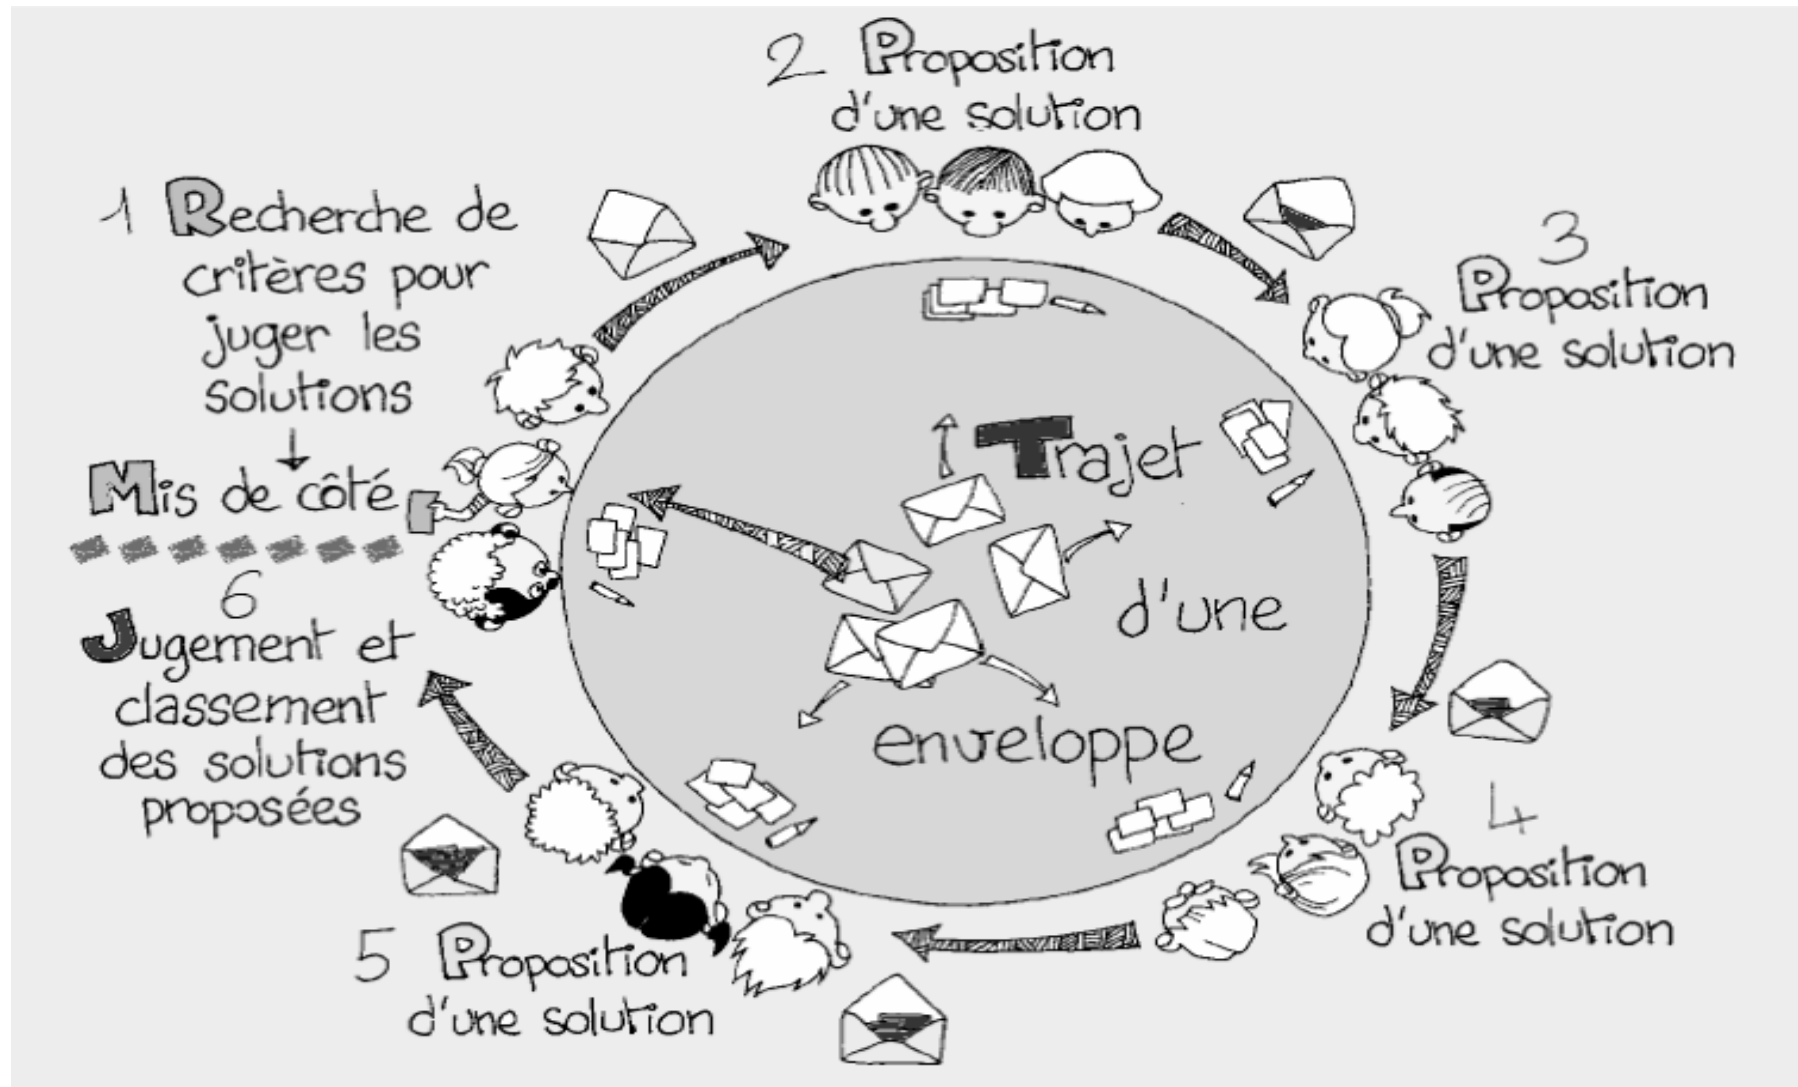 1 Recherche de
critères pour
juger les
solutions
Mis de côté
2 Proposition
d'une solution
3
Proposition
d'une solution
4
Proposition
d'une solution
5 Proposition
d'une solution
6
Jugement et
classement
des solutions
proposées
Trajet
d'une
enveloppe